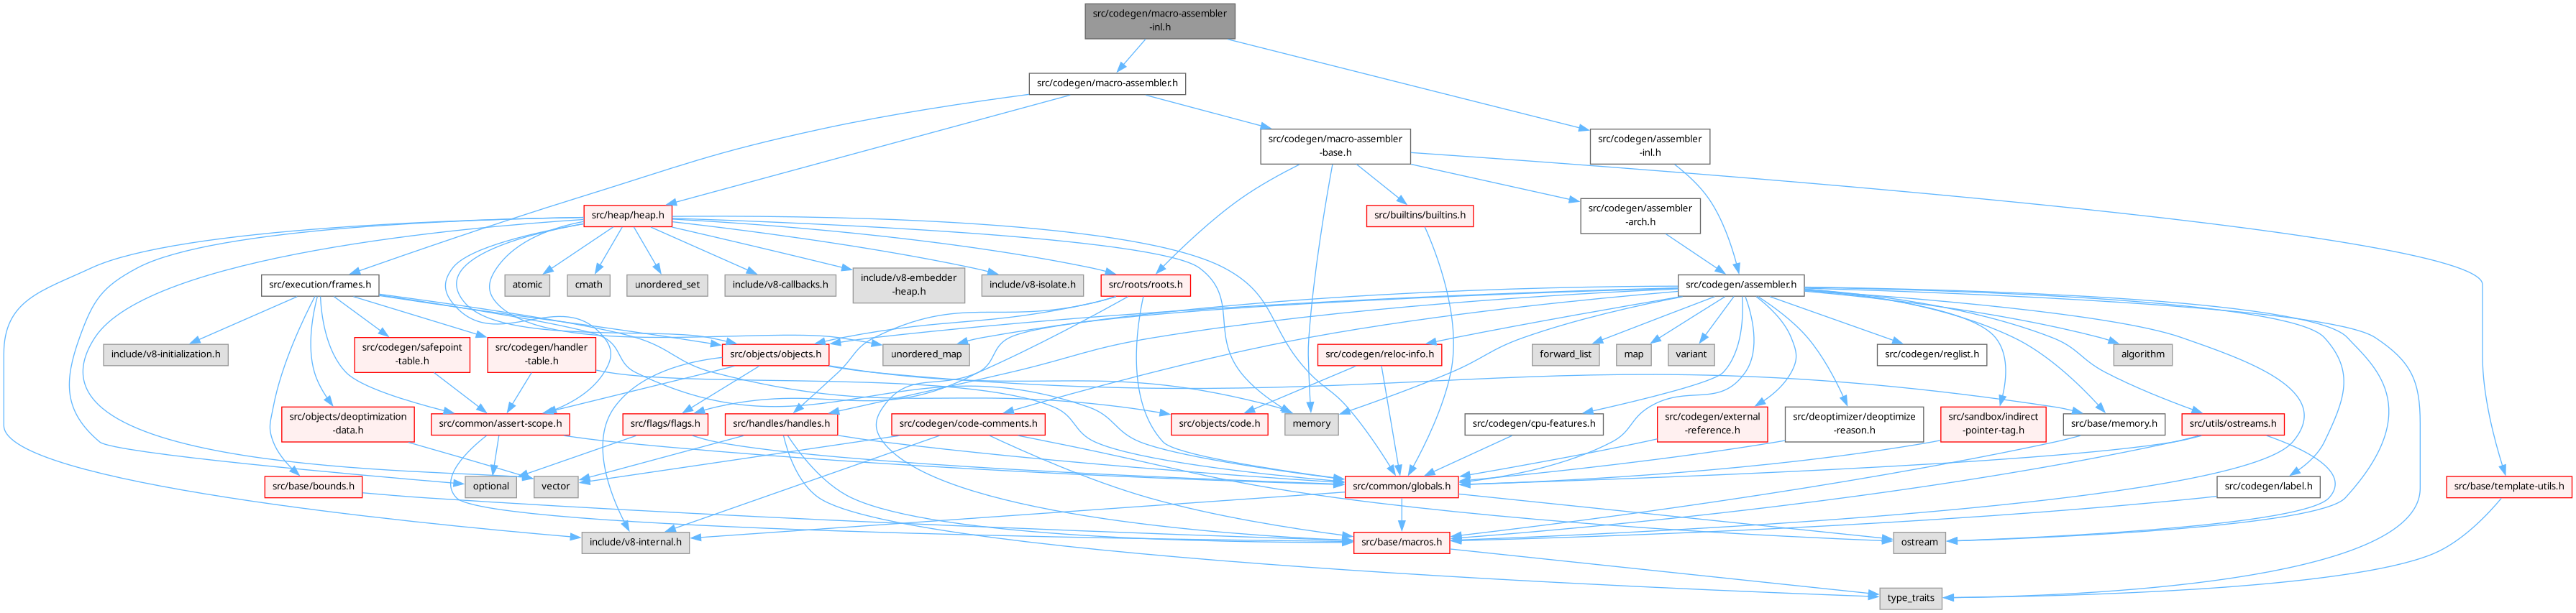 src/codegen/macro-assembler
-inl.h
src/codegen/macro-assembler.h
src/codegen/macro-assembler
-base.h
src/codegen/assembler
-inl.h
src/heap/heap.h
src/builtins/builtins.h
src/codegen/assembler
-arch.h
src/execution/frames.h
atomic
cmath
unordered_set
include/v8-callbacks.h
include/v8-embedder
-heap.h
include/v8-isolate.h
src/roots/roots.h
src/codegen/assembler.h
include/v8-initialization.h
src/codegen/safepoint
-table.h
src/codegen/handler
-table.h
src/objects/objects.h
unordered_map
src/codegen/reloc-info.h
forward_list
map
variant
src/codegen/reglist.h
algorithm
src/objects/deoptimization
-data.h
src/common/assert-scope.h
src/flags/flags.h
src/handles/handles.h
src/codegen/code-comments.h
src/objects/code.h
memory
src/codegen/cpu-features.h
src/codegen/external
-reference.h
src/deoptimizer/deoptimize
-reason.h
src/sandbox/indirect
-pointer-tag.h
src/base/memory.h
src/utils/ostreams.h
src/base/bounds.h
optional
vector
src/common/globals.h
src/codegen/label.h
src/base/template-utils.h
include/v8-internal.h
src/base/macros.h
ostream
type_traits